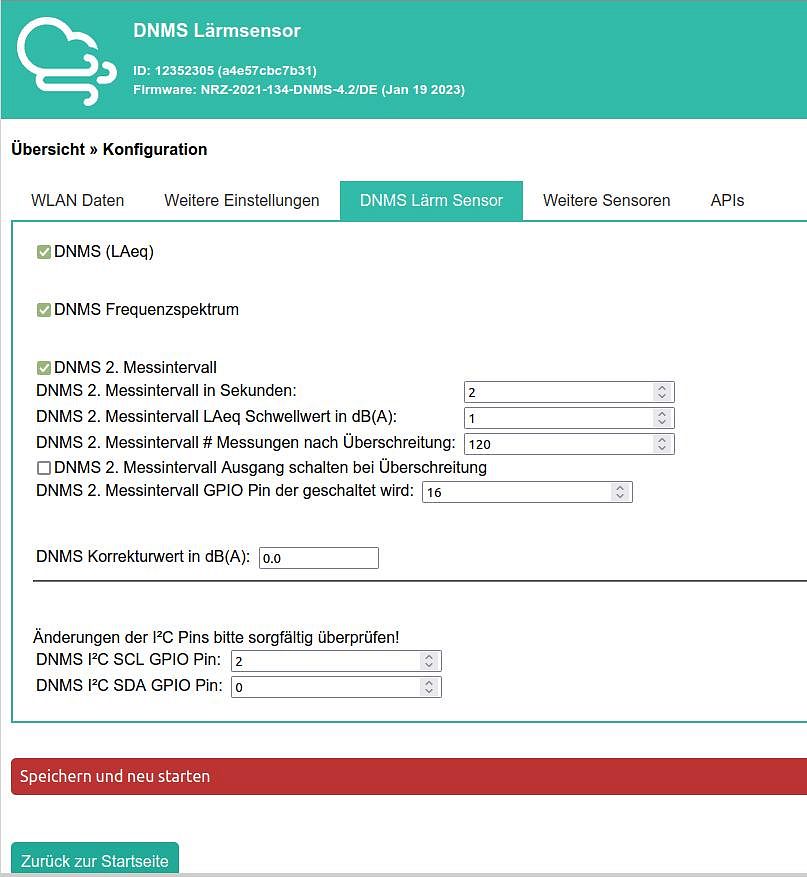 DNMS Lärmsensor
ID: 12352305 (a4e57cbc7b31)
Firmware: NRZ-2021-134-DNMS-4.2/DE (Jan 19 2023)
Übersicht » Konfiguration
WLAN Daten Weitere Einstellungen DNMS Lärm Sensor Weitere Sensoren APIs
DNMS (LAeq)
DNMS Frequenzspektrum
DNMS 2. Messintervall
DNMS 2. Messintervall in Sekunden: 2
DNMS 2. Messintervall LAeq Schwellwert in dB(A): 1
DNMS 2. Messintervall # Messungen nach Überschreitung: 120
DNMS 2. Messintervall Ausgang schalten bei Überschreitung
DNMS 2. Messintervall GPIO Pin der geschaltet wird: 16
DNMS Korrekturwert in dB(A): 0.0
Änderungen der I²C Pins bitte sorgfältig überprüfen!
DNMS I²C SCL GPIO Pin: 2
DNMS I²C SDA GPIO Pin: 0
Speichern und neu starten
Zurück zur Startseite